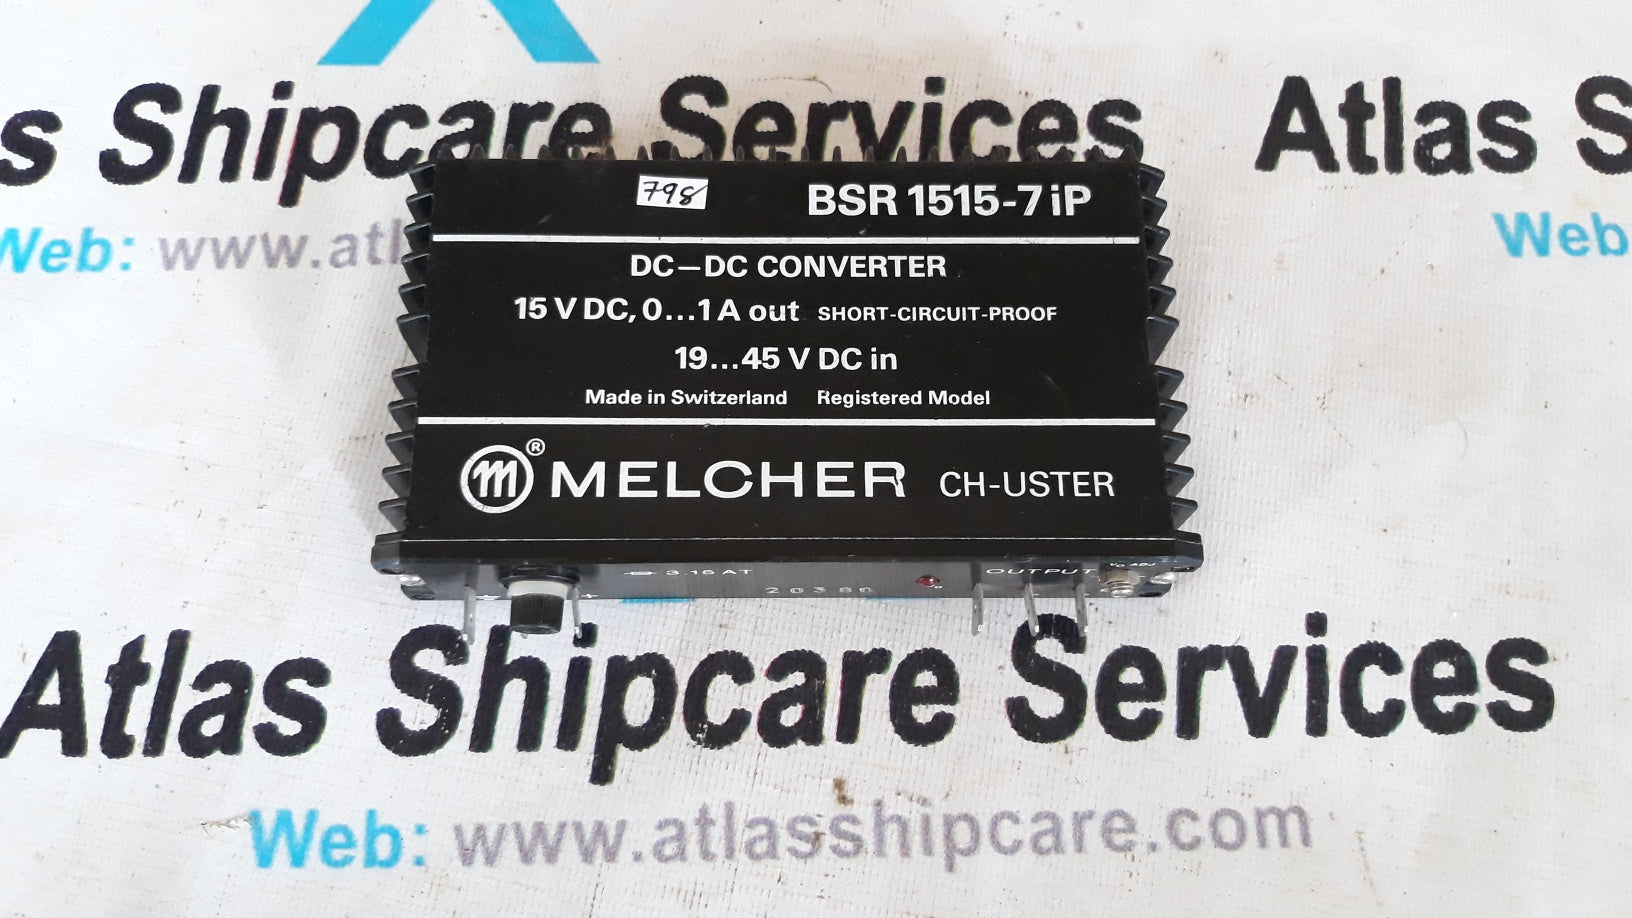 s Shipcare Services Atlas S
Web: www.atl Web
798
BSR 1515-7 iP
DC–DC CONVERTER
15 V DC, 0...1 A out SHORT-CIRCUIT-PROOF
19...45 V DC in
Made in Switzerland Registered Model
m® MELCHER CH-USTER
3.15 AT OUTPUT
Atlas Shipcare Services
Web: www.atlasshipcare.com